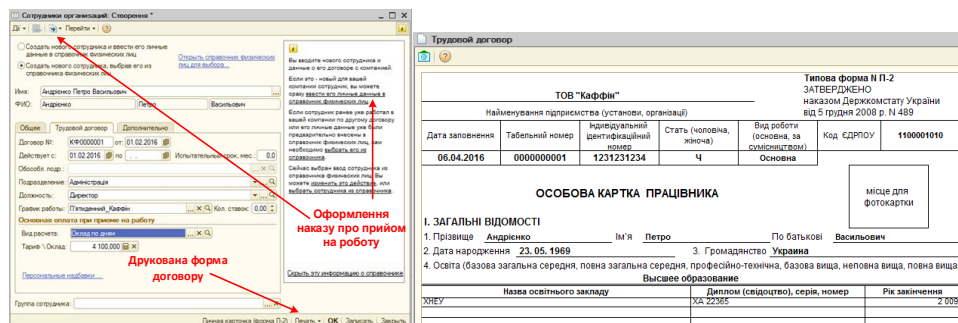 Сотрудники организаций: Створення *
Ді
Перейти
Создать нового сотрудника и ввести его личные
данные в справочник физических лиц
Создать нового сотрудника, выбрав его из
справочника физических лиц
Открыть справочник физических
лиц для выбора...
Имя: Андрієнко Петро Васильович
ФИО: Андрієнко Петро Васильович
Общее Трудовой договор Дополнительно
Договор №: КФ0000001 от: 01.02.2016
Действует с: 01.02.2016 по . . Испытательный срок, мес.: 0,0
Обособл. подр.:
Подразделение: Адміністрація
Должность: Директор
График работы: П'ятиденний_Каффін Кол. ставок: 0,00
Основная оплата при приеме на работу
Вид расчета: Оклад по дням
Тариф \ Оклад: 4 100,000
Персональные надбавки ...
Группа сотрудника:
Вы вводите нового сотрудника и
данные о его договоре с компанией.
Если это - новый для вашей
компании сотрудник, вы можете
сразу ввести его личные данные в
справочник физических лиц.
Если сотрудник ранее уже работал в
вашей компании по другому договору
или его личные данные уже были
предварительно внесены в
справочник физических лиц, вам
необходимо выбрать его из
справочника.
Сейчас выбран ввод сотрудника из
справочника физических лиц. Вы
можете изменить это действие, или
выбрать сотрудника из справочника.
Скрыть эту информацию о справочнике
Оформлення
наказу про прийом
на роботу
Друкована форма
договору
Личная карточка (форма П-2) Печать OK Записать Закрыть
Трудовой договор
Типова форма N П-2
ЗАТВЕРДЖЕНО
наказом Держкомстату України
від 5 грудня 2008 р. N 489
ТОВ "Каффін"
Найменування підприємства (установи, організації)
Дата заповнення Табельний номер Індивідуальний ідентифікаційний номер Стать (чоловіча, жіноча) Вид роботи (основна, за сумісництвом) Код ЄДРПОУ 1100001010
06.04.2016 0000000001 1231231234 Ч Основна
ОСОБОВА КАРТКА ПРАЦІВНИКА
місце для
фотокартки
І. ЗАГАЛЬНІ ВІДОМОСТІ
1. Прізвище Андрієнко Ім'я Петро По батькові Васильович
2. Дата народження 23. 05. 1969 3. Громадянство Украина
4. Освіта (базова загальна середня, повна загальна середня, професійно-технічна, базова вища, неповна вища, повна вища
Высшее образование
Назва освітнього закладу Диплом (свідоцтво), серія, номер Рік закінчення
ХНЕУ ХА 22365 2 009